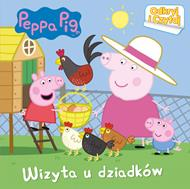 Peppa Pig
Odkryj i Czytaj
Wizyta u dziadków